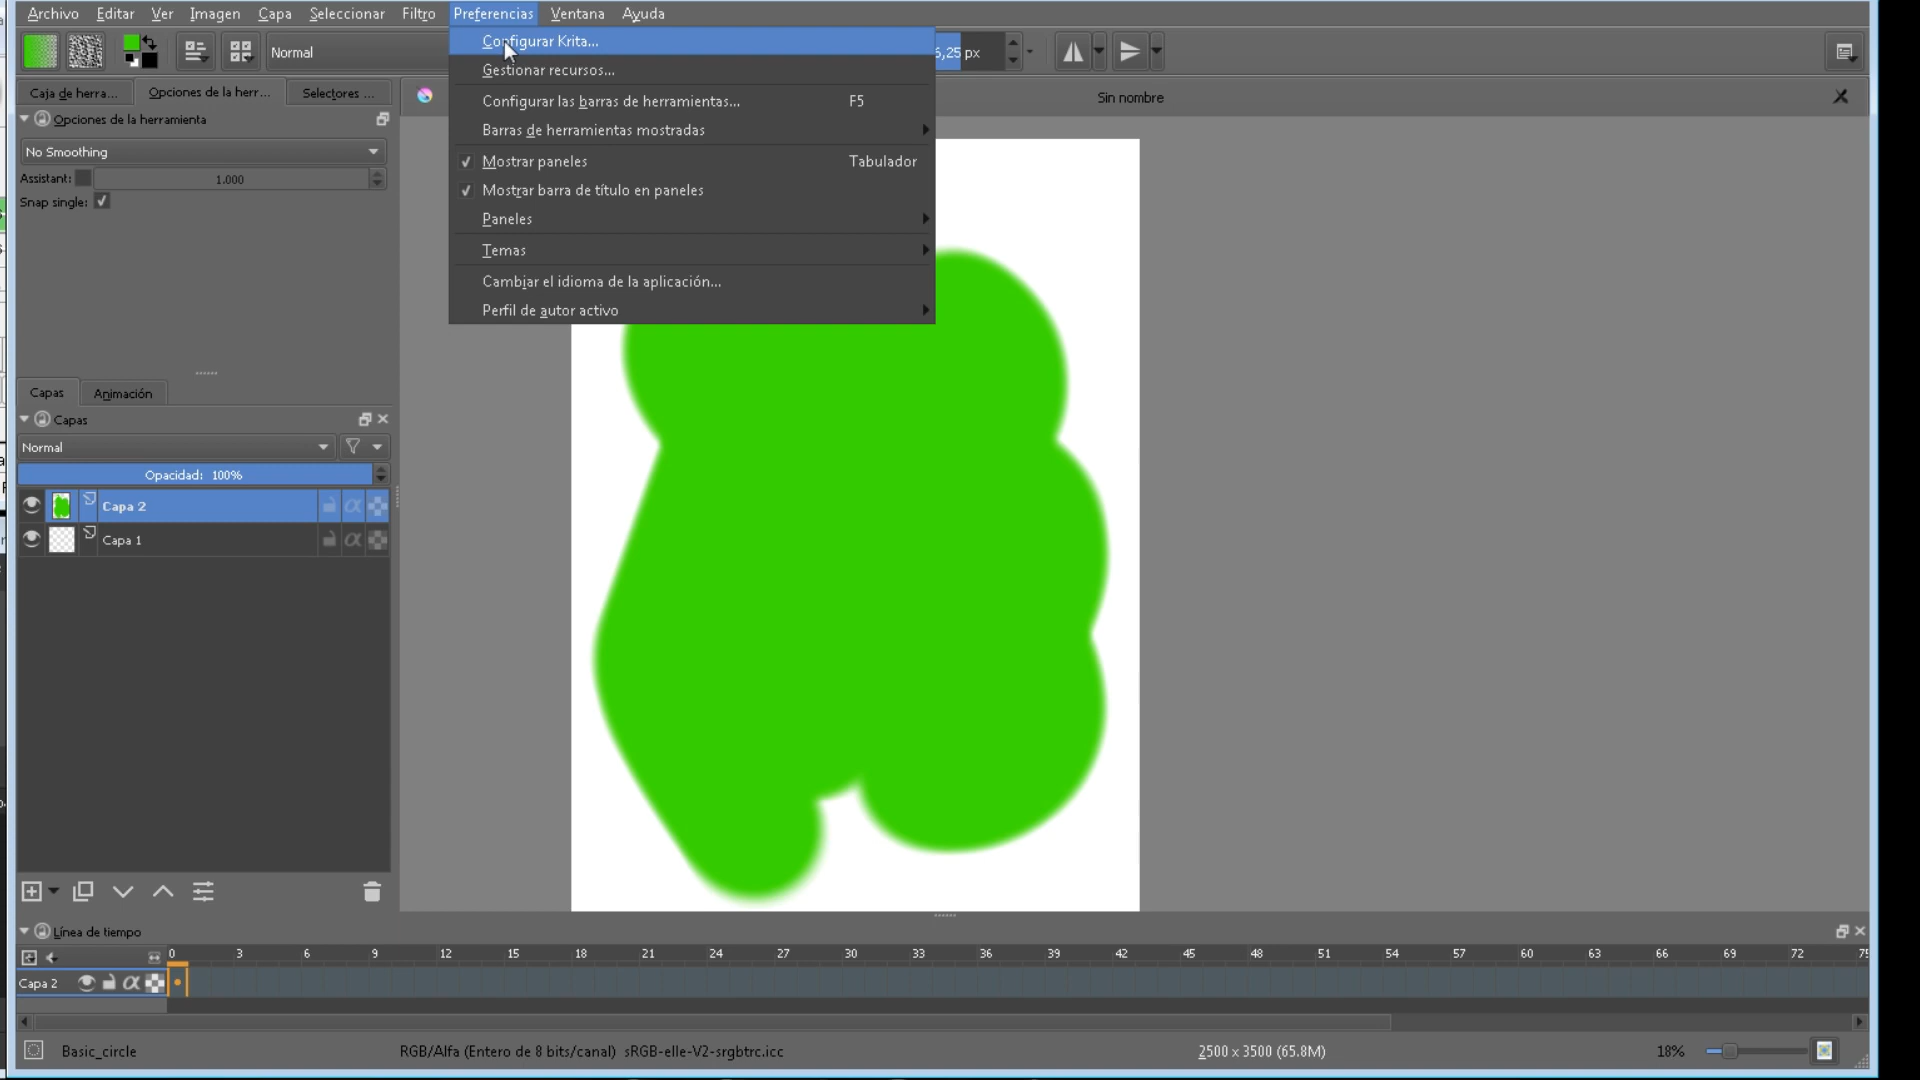 Archivo Editar Ver Imagen Capa Seleccionar Filtro Preferencias Ventana Ayuda
Normal
6,25 px
Configurar Krita...
Gestionar recursos...
Configurar las barras de herramientas... F5
Barras de herramientas mostradas
Mostrar paneles Tabulador
Mostrar barra de título en paneles
Paneles
Temas
Cambiar el idioma de la aplicación...
Perfil de autor activo
Caja de herra... Opciones de la herr... Selectores ...
Sin nombre
Opciones de la herramienta
No Smoothing
Assistant: 1.000
Snap single:
Capas Animación
Capas
Normal
Opacidad: 100%
Capa 2
Capa 1
Línea de tiempo
0 3 6 9 12 15 18 21 24 27 30 33 36 39 42 45 48 51 54 57 60 63 66 69 72 75
Capa 2
Basic_circle RGB/Alfa (Entero de 8 bits/canal) sRGB-elle-V2-srgbtrc.icc 2500 x 3500 (65.8M) 18%